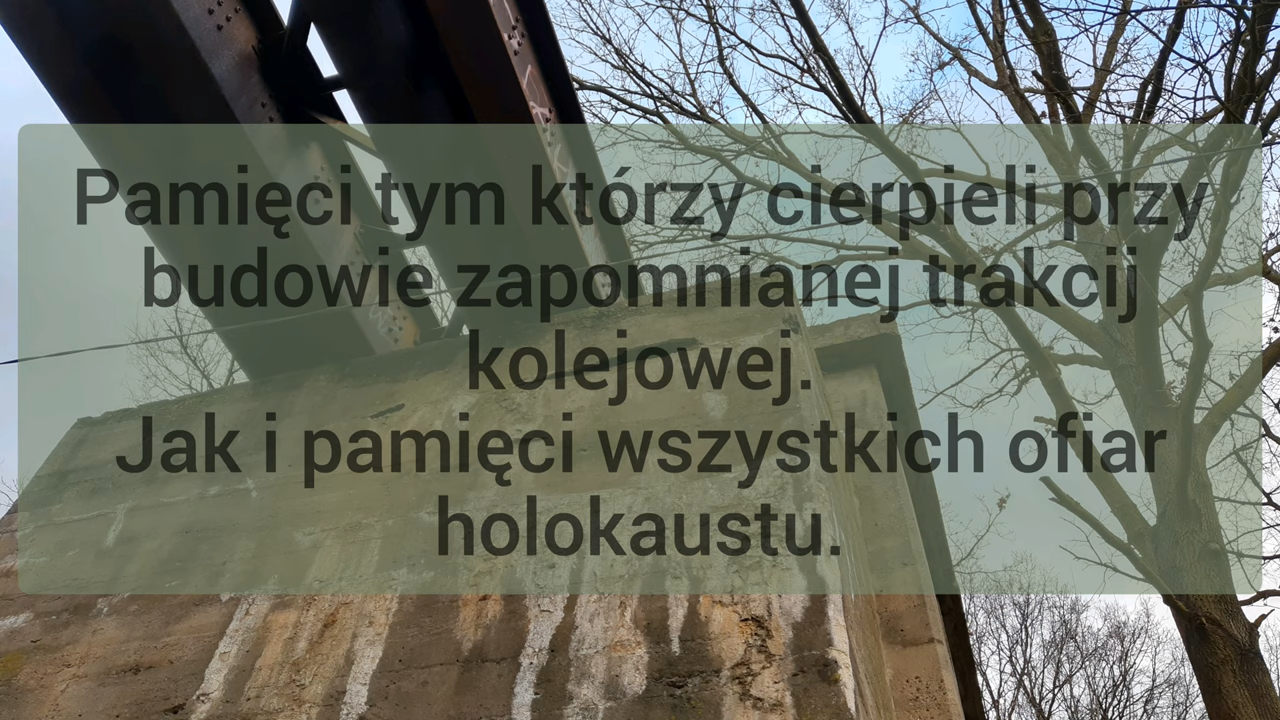 Pamięci tym którzy cierpieli przy
budowie zapomnianej trakcij
kolejowej.
Jak i pamięci wszystkich ofiar
holokaustu.